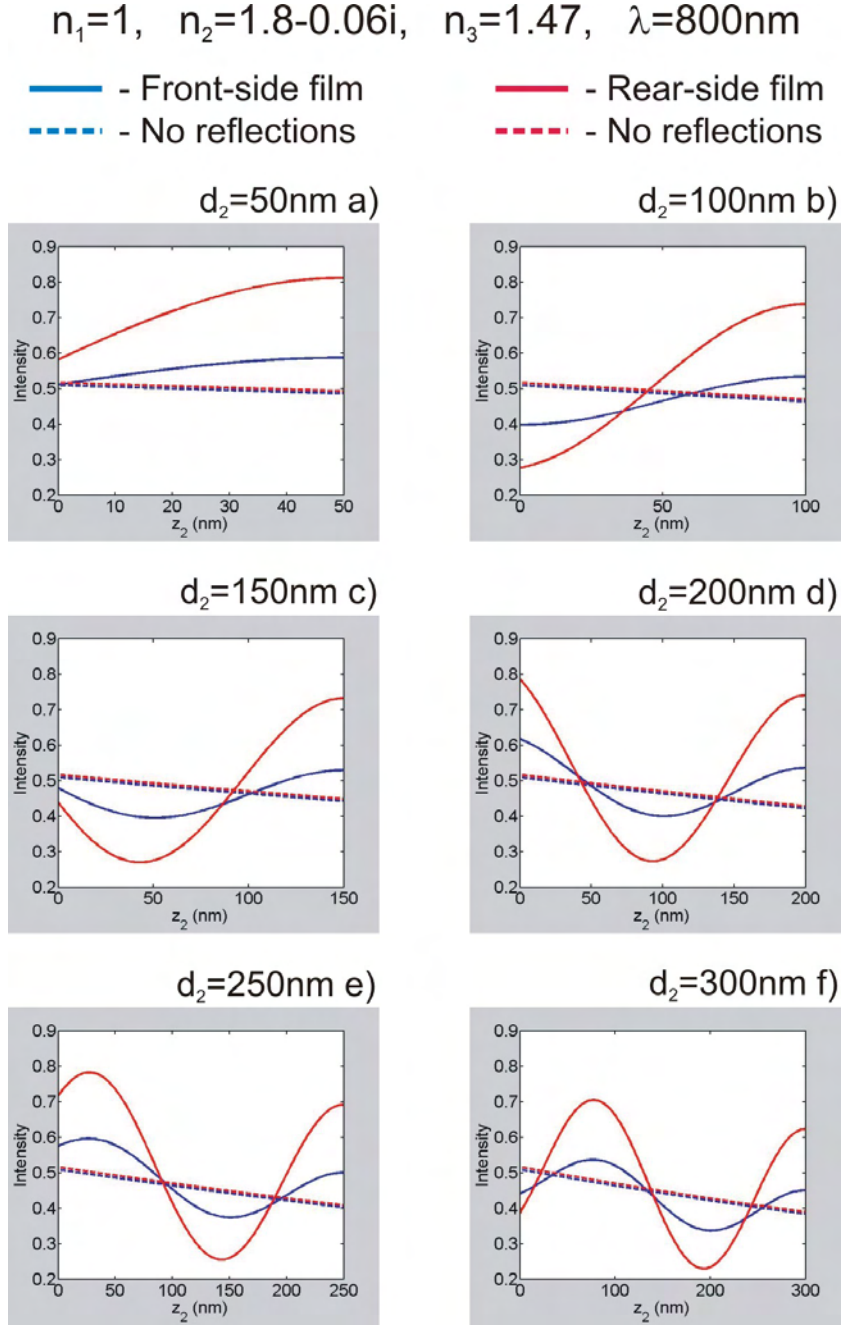 n₁=1, n₂=1.8-0.06i, n₃=1.47, λ=800nm
- Front-side film
- No reflections
- Rear-side film
- No reflections
d₂=50nm a)
0.9
0.8
0.7
0.6
0.5
0.4
0.3
0.2
Intensity
0 10 20 30 40 50
z₂ (nm)
d₂=100nm b)
0.9
0.8
0.7
0.6
0.5
0.4
0.3
0.2
Intensity
0 50 100
z₂ (nm)
d₂=150nm c)
0.9
0.8
0.7
0.6
0.5
0.4
0.3
0.2
Intensity
0 50 100 150
z₂ (nm)
d₂=200nm d)
0.9
0.8
0.7
0.6
0.5
0.4
0.3
0.2
Intensity
0 50 100 150 200
z₂ (nm)
d₂=250nm e)
0.9
0.8
0.7
0.6
0.5
0.4
0.3
0.2
Intensity
0 50 100 150 200 250
z₂ (nm)
d₂=300nm f)
0.9
0.8
0.7
0.6
0.5
0.4
0.3
0.2
Intensity
0 100 200 300
z₂ (nm)